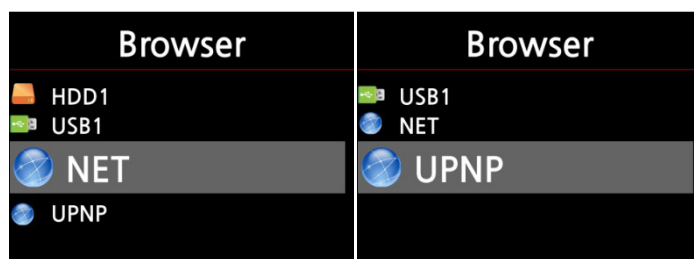 Browser
HDD1
USB1
NET
UPNP
Browser
USB1
NET
UPNP